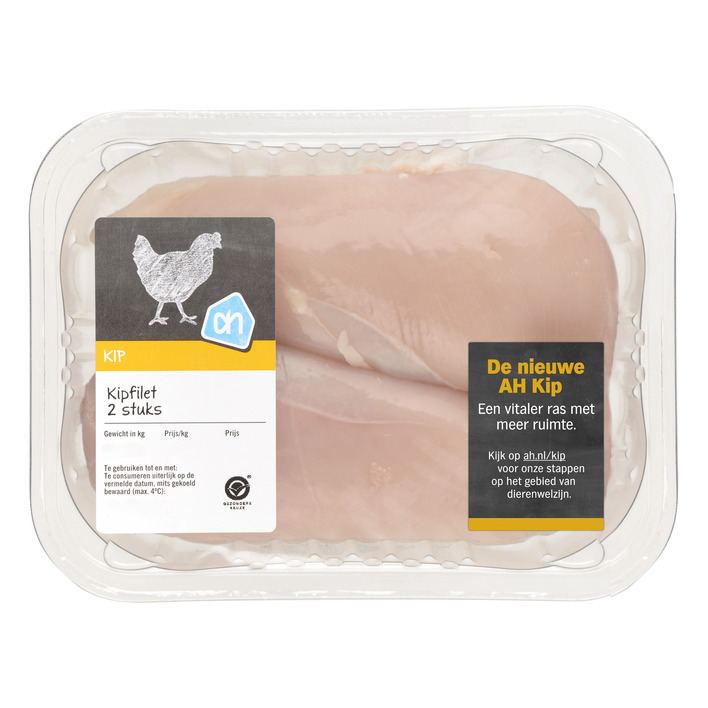 ah
KIP
Kipfilet
2 stuks
Gewicht in kg Prijs/kg Prijs
Te gebruiken tot en met:
Te consumeren uiterlijk op de
vermelde datum, mits gekoeld
bewaard (max. 4°C):
®
GEZONDERE
KEUZE
De nieuwe
AH Kip
Een vitaler ras met
meer ruimte.
Kijk op ah.nl/kip
voor onze stappen
op het gebied van
dierenwelzijn.